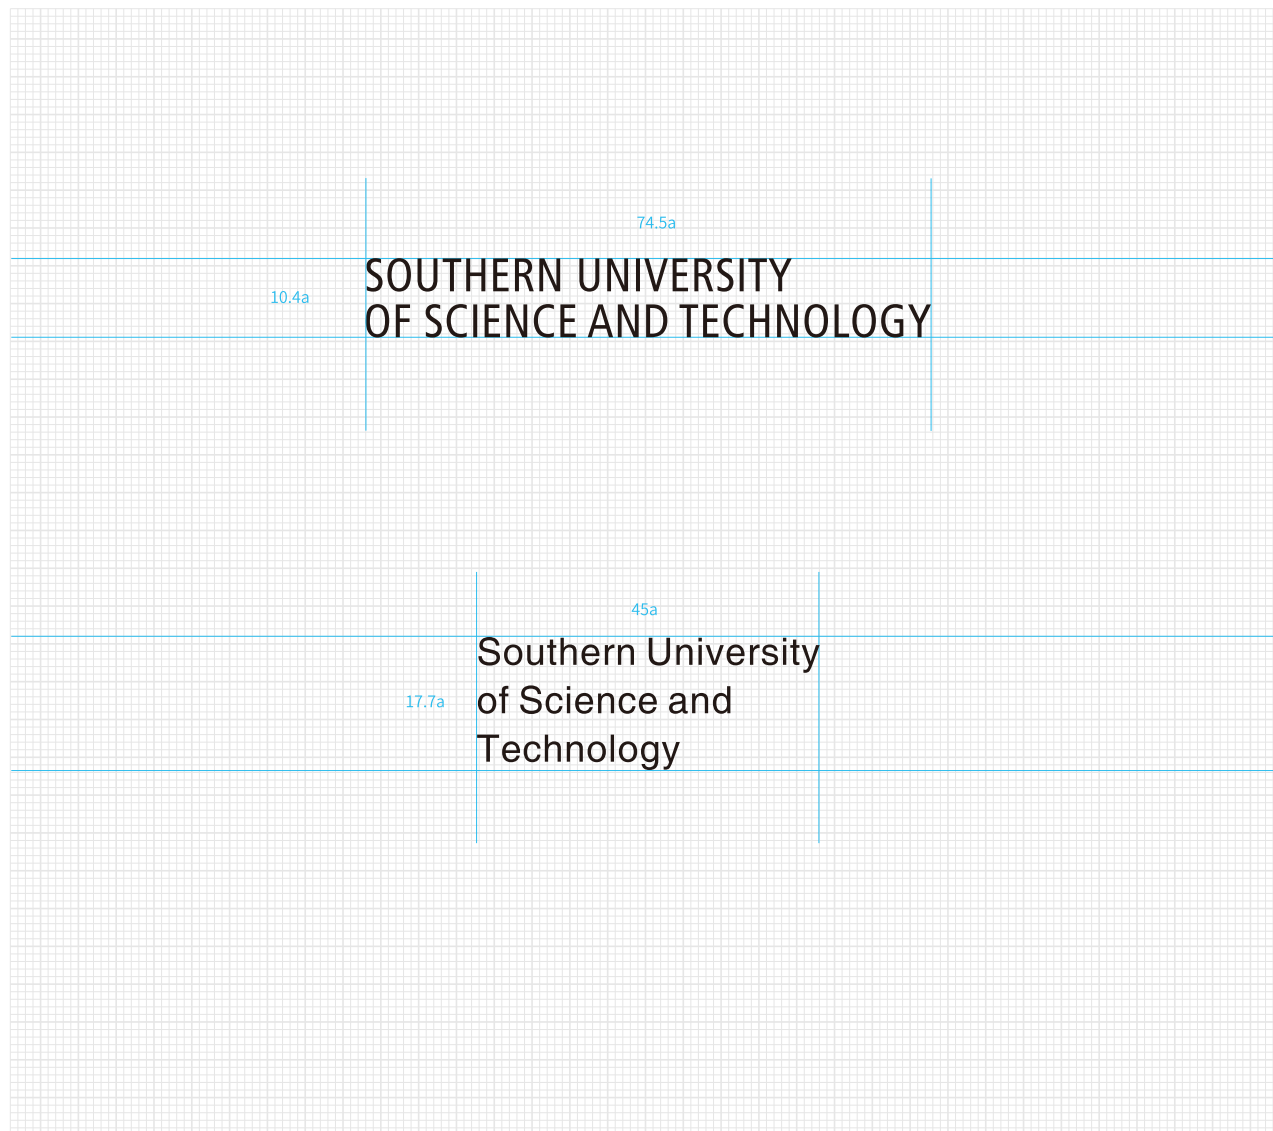 74.5a
SOUTHERN UNIVERSITY
10.4a
OF SCIENCE AND TECHNOLOGY
45a
Southern University
17.7a
of Science and
Technology